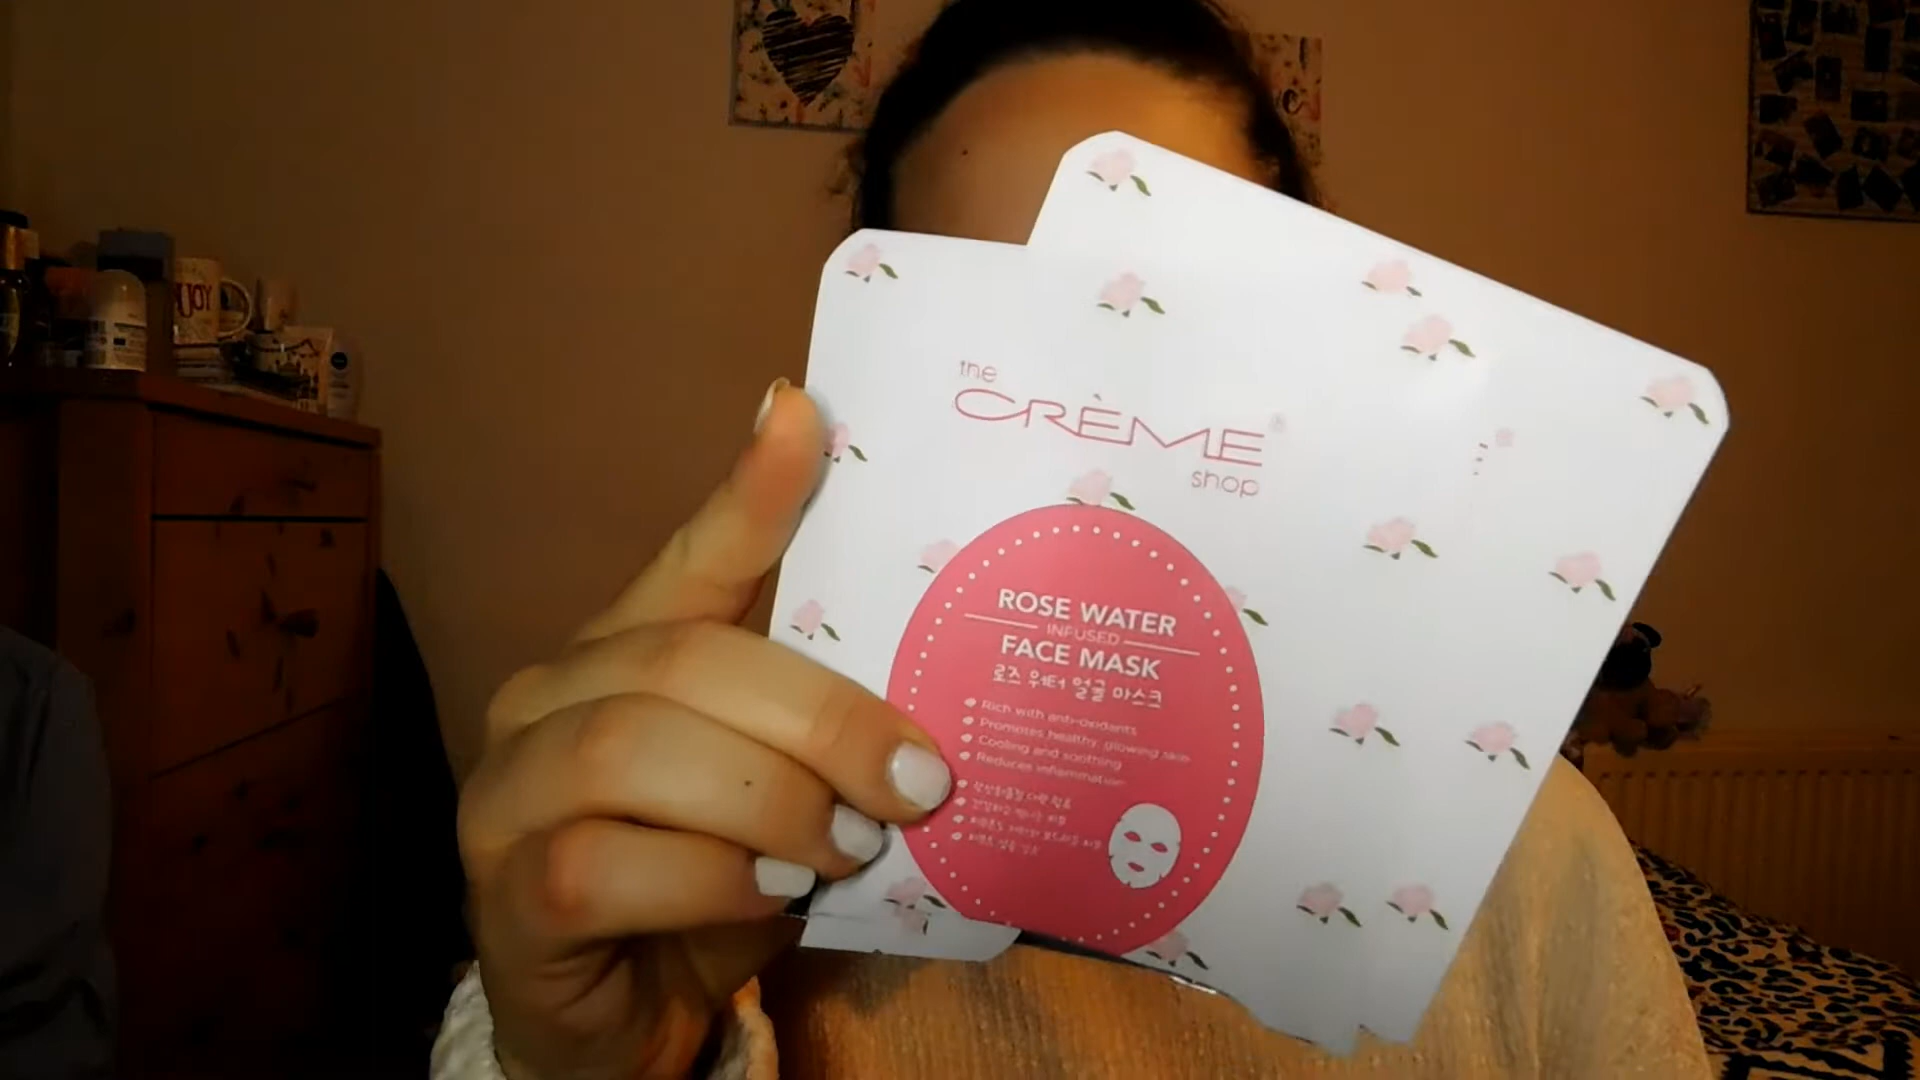 the
CRÈME
shop
ROSE WATER
INFUSED
FACE MASK
로즈 워터 얼굴 마스크
Rich with anti-oxidants
Promotes healthy, glowing skin
Cooling and soothing
Reduces inflammation
JOY